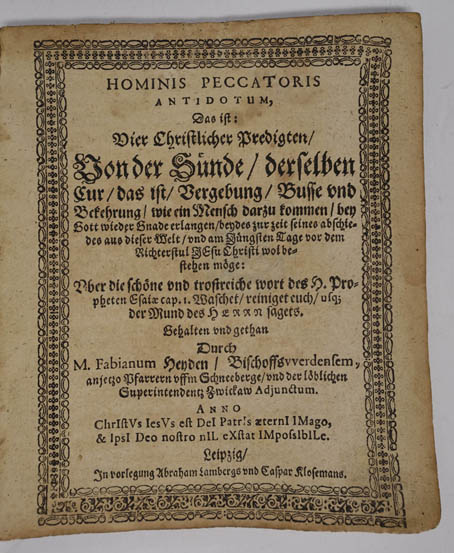 HOMINIS PECCATORIS
ANTIDOTUM,
Das ist:
Vier Christlicher Predigten/
Von der Sünde/ derselben
Cur/ das ist/ Vergebung/ Busse vnd
Bekehrung/ wie ein Mensch darzu kommen/ bey
Gott wieder Gnade erlangen/ beydes zur zeit seines abschie-
des aus dieser Welt/ vnd am Jüngsten Tage vor dem
Richterstul JEsu Christi wol be-
stehen möge:
Vber die schöne vnd trostreiche wort des H. Pro-
pheten Esaiæ cap. 1. Waschet/ reiniget euch/ usq;
der Mund des HERRN sagets.
Gehalten vnd gethan
Durch
M. Fabianum Heyden/ Bischoffsvverdensem,
anjetzo Pfarrern vffm Schneeberge/ vnd der löblichen
Superintendentz Zwickaw Adjunctum.
ANNO
ChrIstVs IesVs est DeI PatrIs æternI IMago,
& IpsI Deo nostro nIL eXstat IMposIbILe.
Leipzig/
In vorlegung Abraham Lambergs vnd Caspar Klosemans.